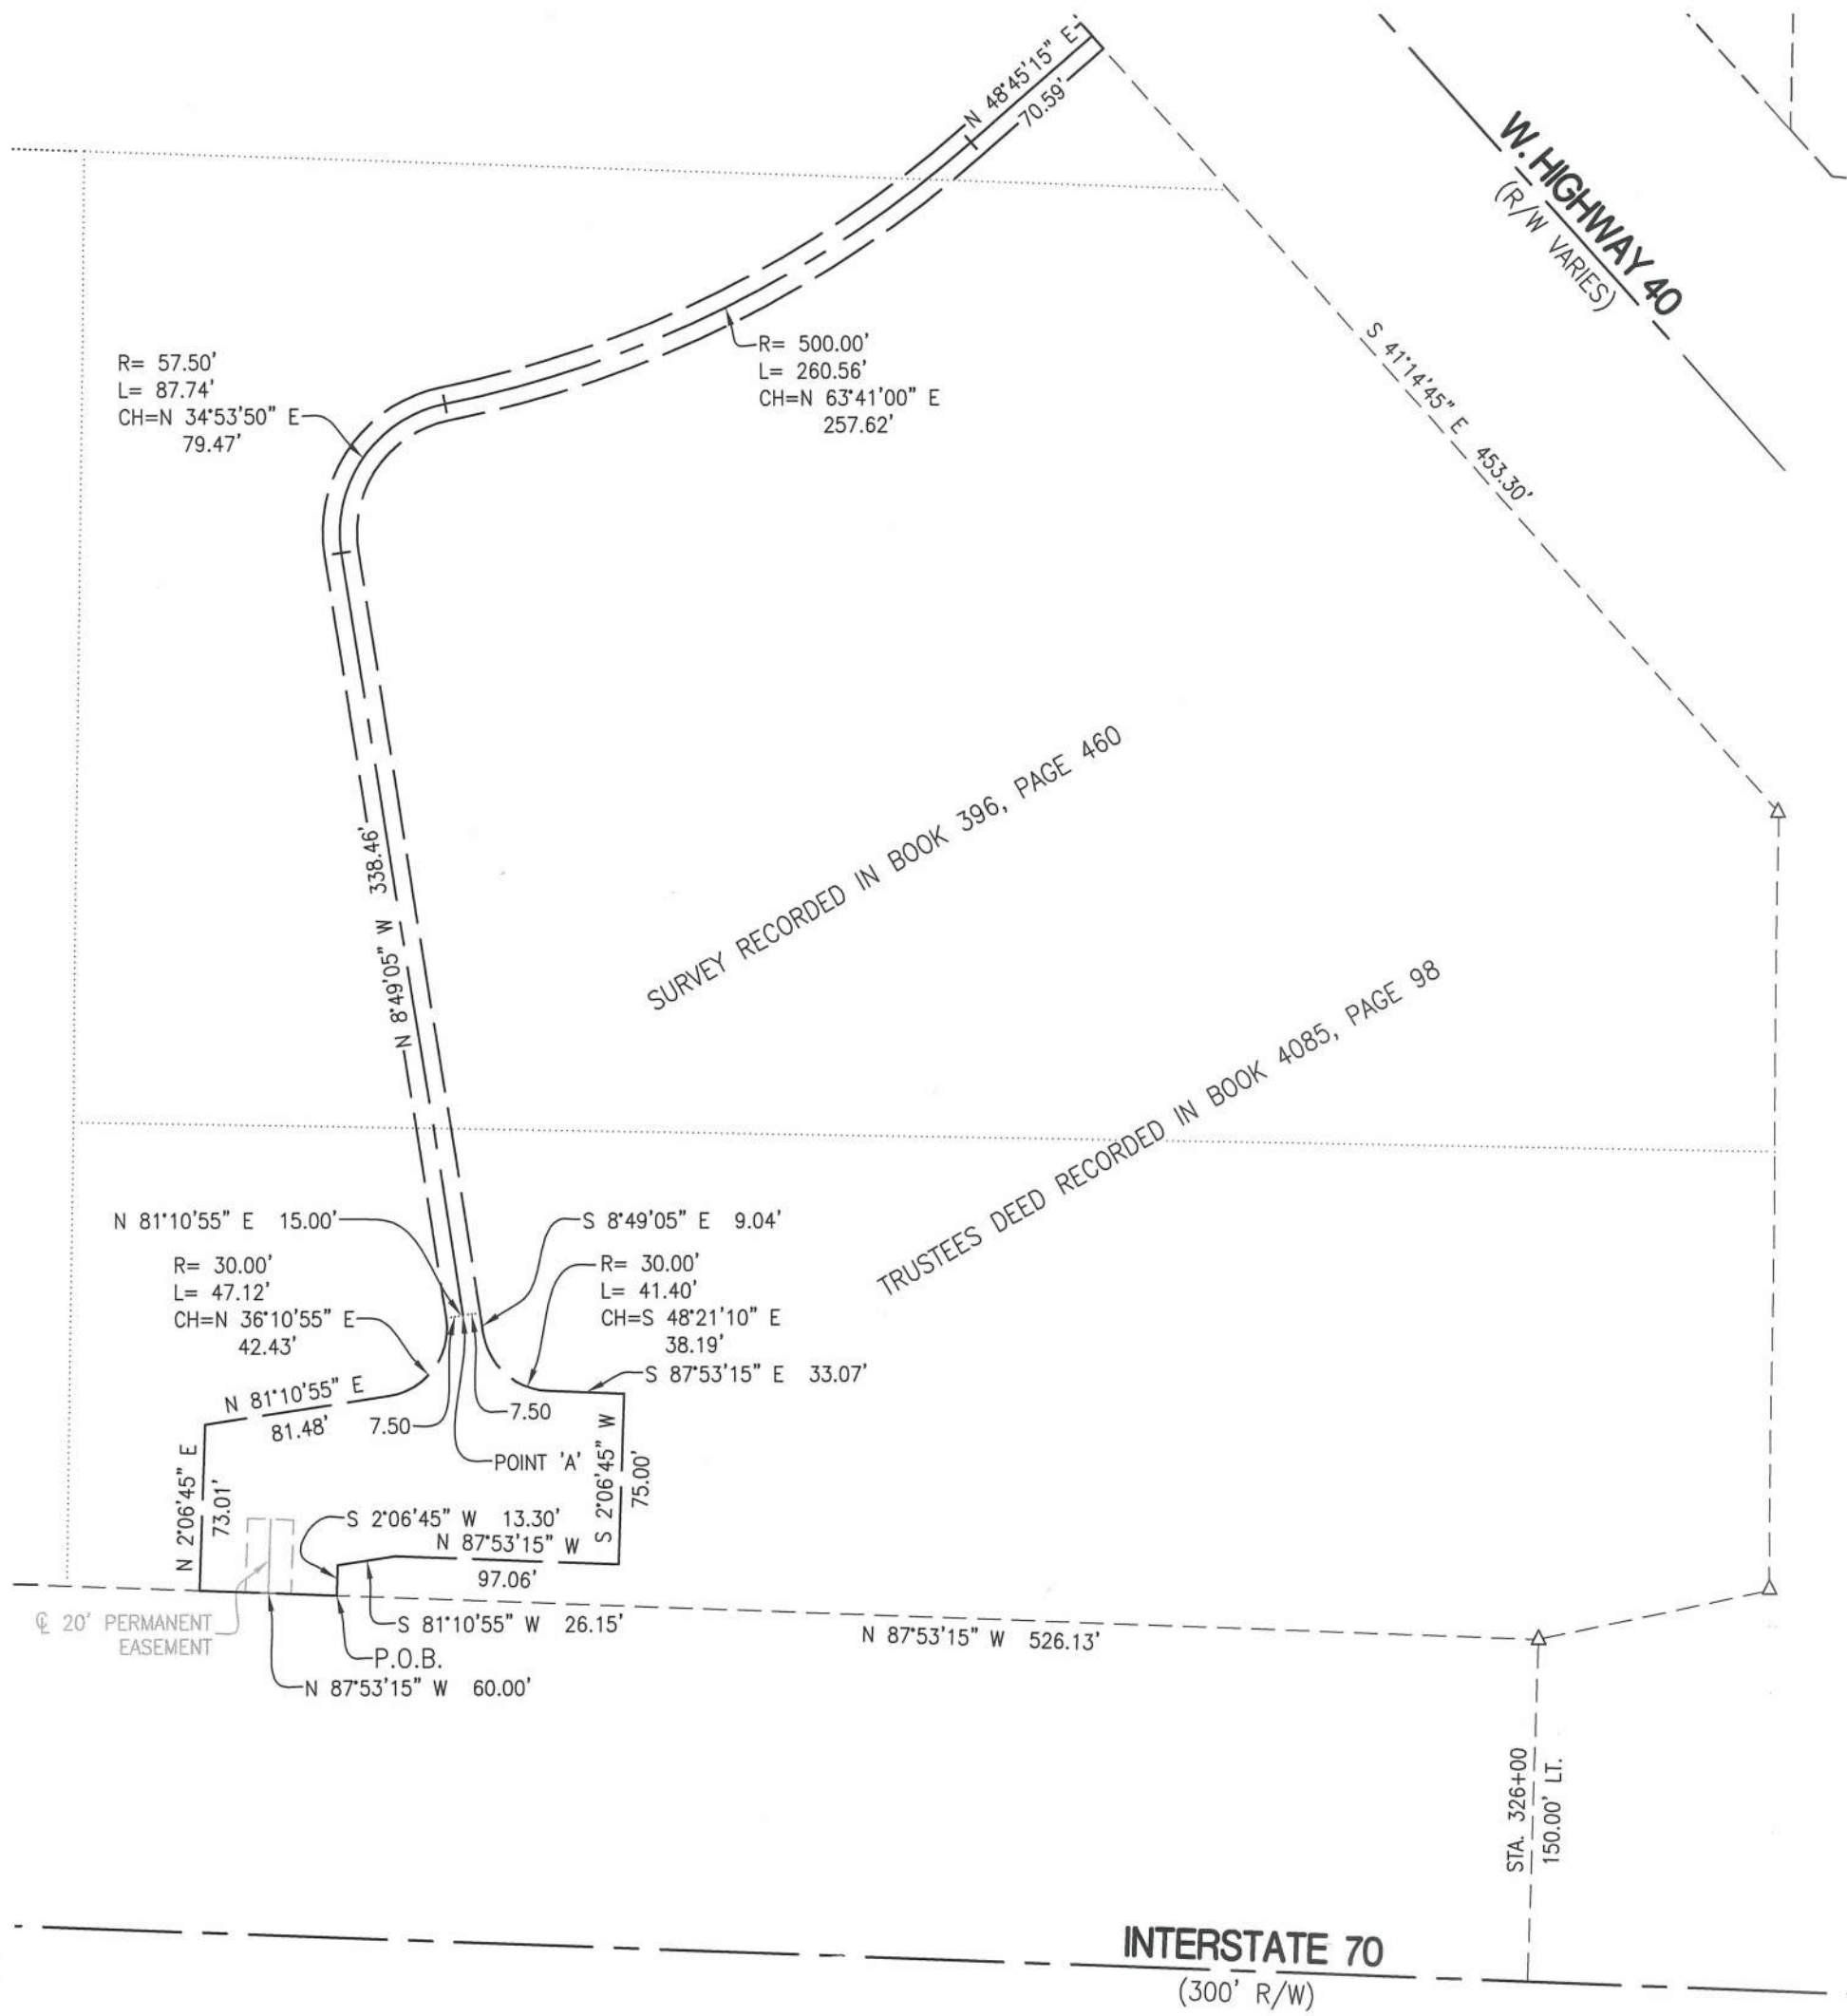 N 48°45'15" E
70.59'
W. HIGHWAY 40
(R/W VARIES)
R= 500.00'
L= 260.56'
CH=N 63°41'00" E
257.62'
R= 57.50'
L= 87.74'
CH=N 34°53'50" E
79.47'
S 41°14'45" E 453.30'
SURVEY RECORDED IN BOOK 396, PAGE 460
N 8°49'05" W 338.46'
TRUSTEES DEED RECORDED IN BOOK 4085, PAGE 98
N 81°10'55" E 15.00'
S 8°49'05" E 9.04'
R= 30.00'
L= 47.12'
CH=N 36°10'55" E
42.43'
R= 30.00'
L= 41.40'
CH=S 48°21'10" E
38.19'
S 87°53'15" E 33.07'
N 81°10'55" E
81.48'
7.50
7.50
POINT 'A'
N 2°06'45" E
73.01'
S 2°06'45" W
75.00'
S 2°06'45" W 13.30'
N 87°53'15" W
97.06'
S 81°10'55" W 26.15'
℄ 20' PERMANENT
EASEMENT
P.O.B.
N 87°53'15" W 60.00'
N 87°53'15" W 526.13'
STA. 326+00
150.00' LT.
INTERSTATE 70
(300' R/W)